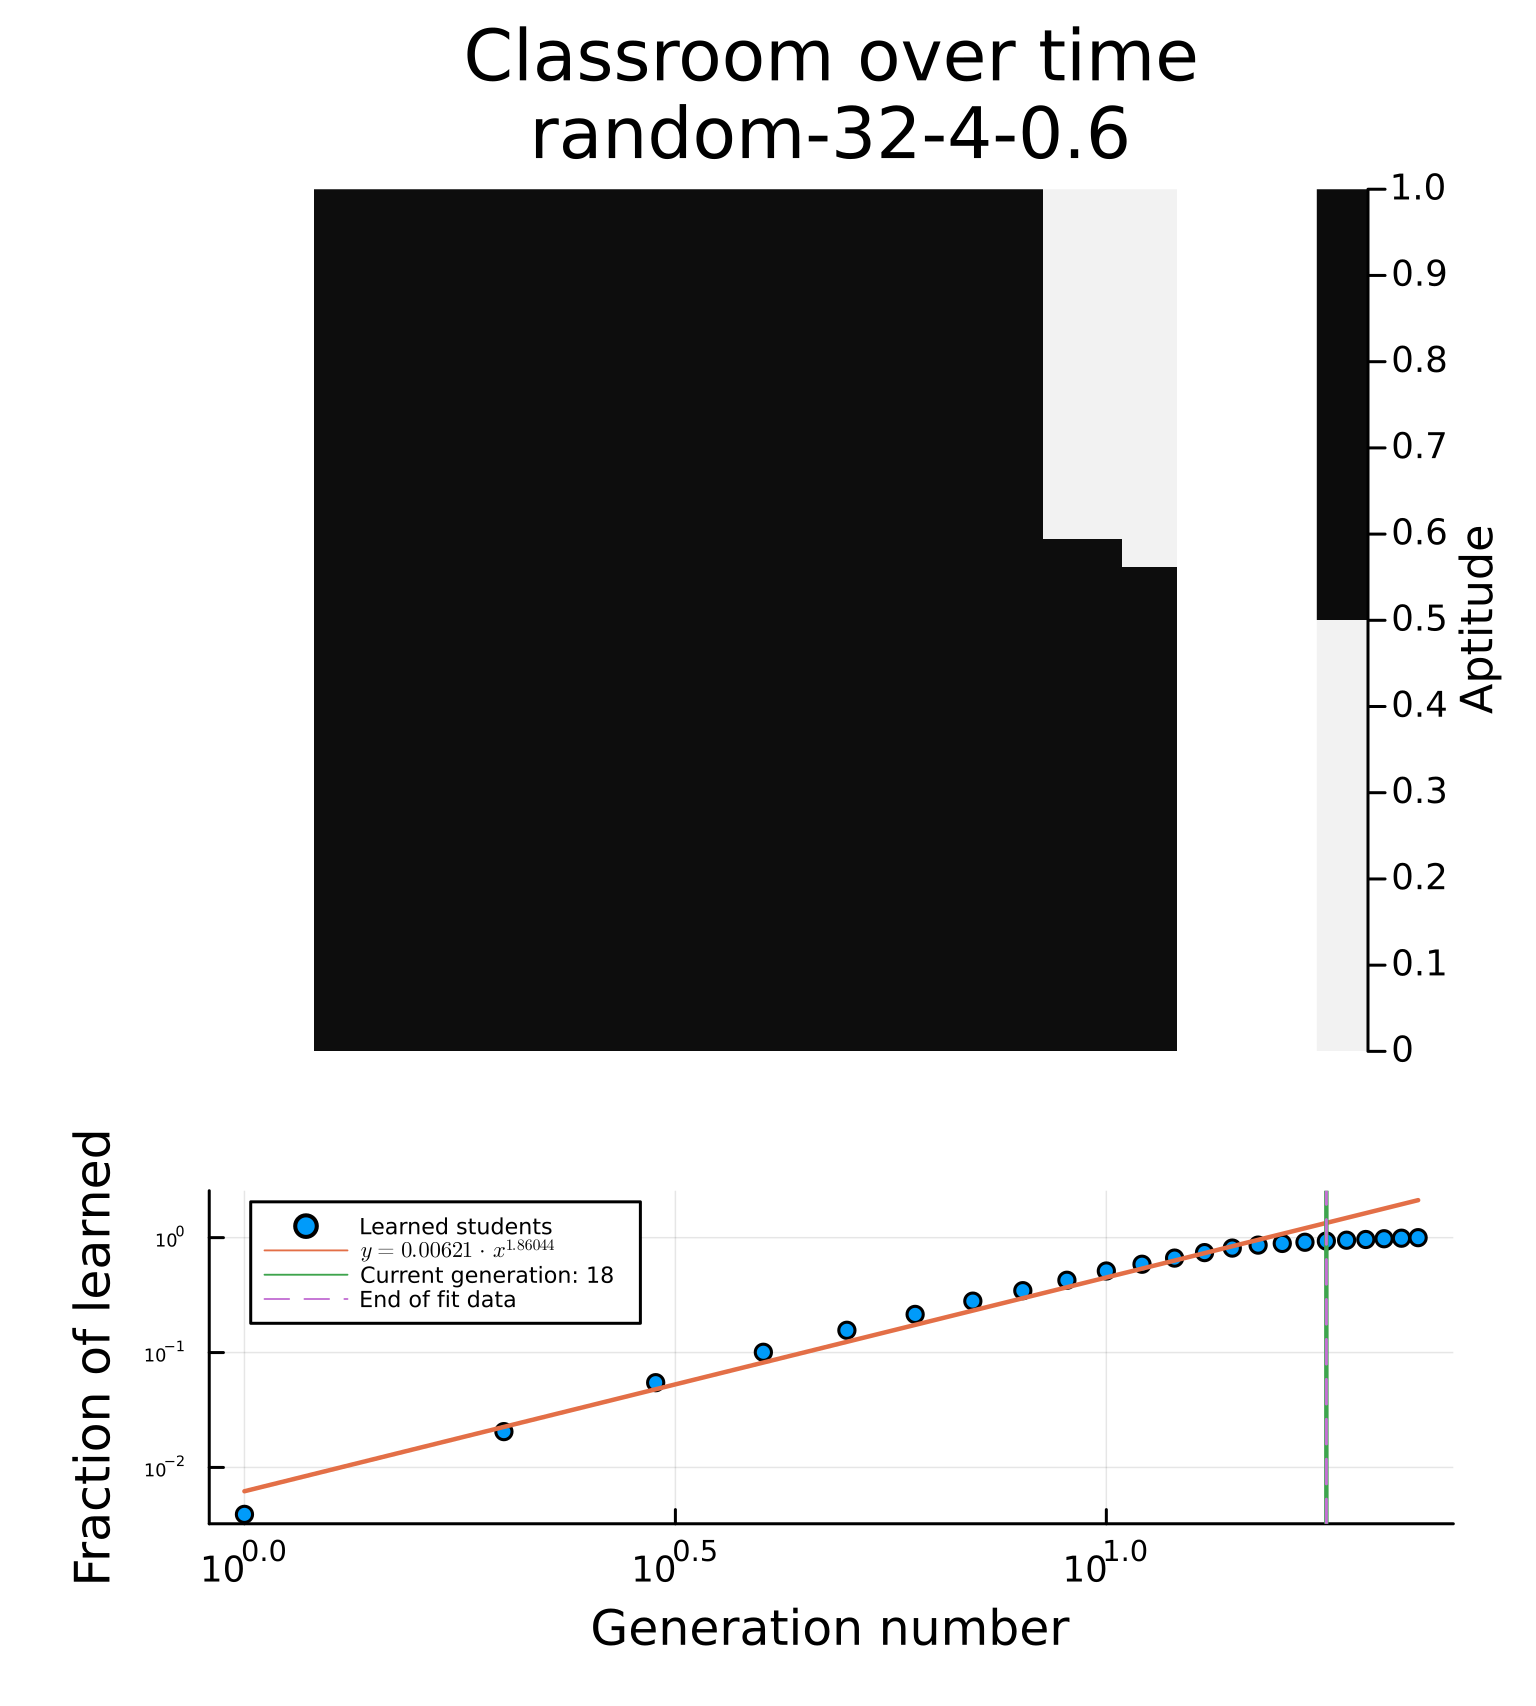 Classroom over time
random-32-4-0.6
1.0
0.9
0.8
0.7
0.6
0.5
0.4
0.3
0.2
0.1
0
Aptitude
Fraction of learned
10⁰
10⁻¹
10⁻²
Learned students
y = 0.00621 · x^1.86044
Current generation: 18
End of fit data
10^0.0
10^0.5
10^1.0
Generation number